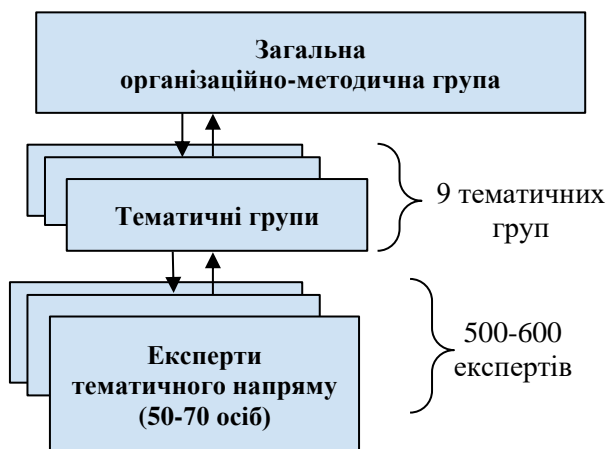 Загальна
організаційно-методична група
Тематичні групи
9 тематичних
груп
Експерти
тематичного напряму
(50-70 осіб)
500-600
експертів